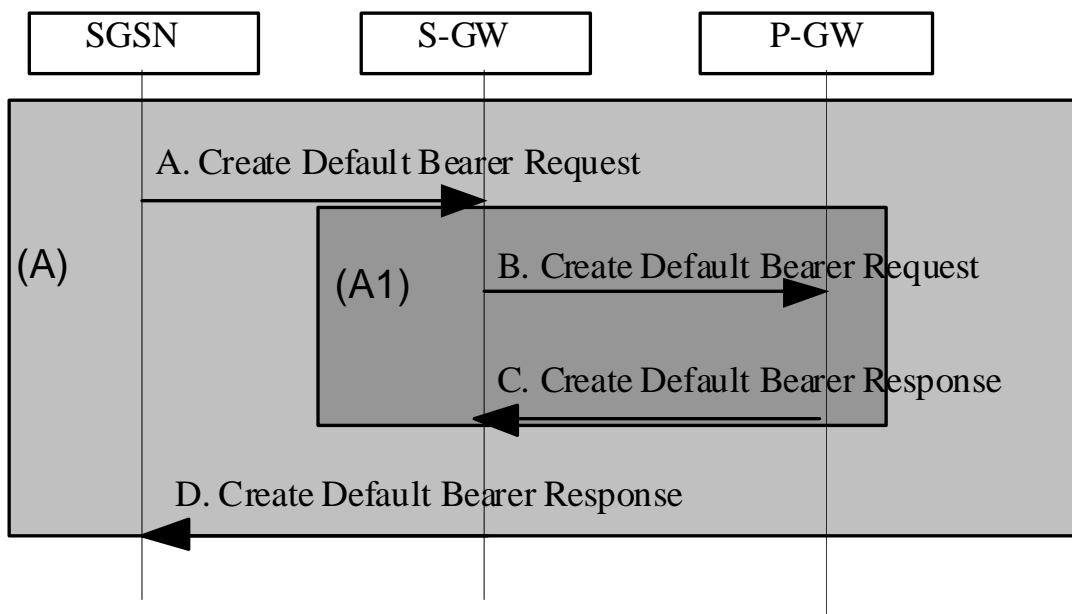 SGSN
S-GW
P-GW
A. Create Default Bearer Request
(A)
(A1)
B. Create Default Bearer Request
C. Create Default Bearer Response
D. Create Default Bearer Response